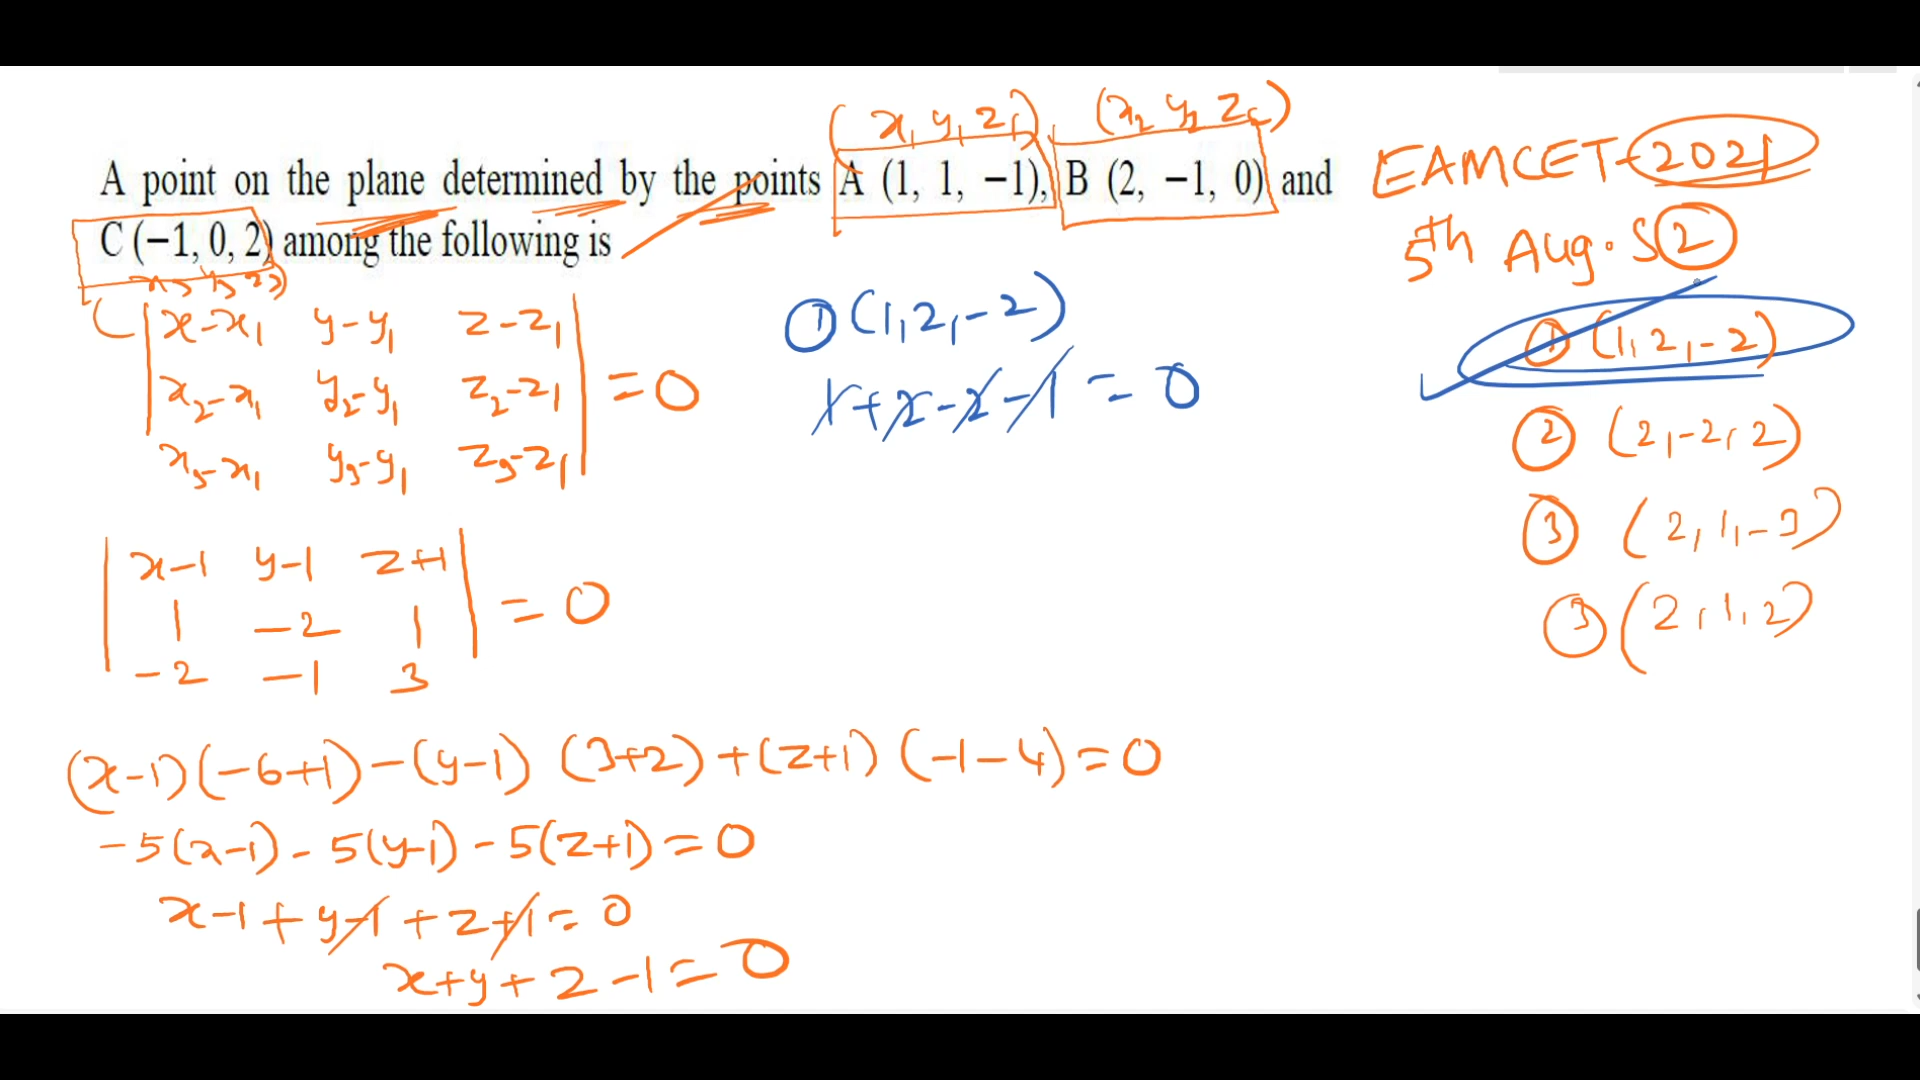 (x₁ y₁ z₁), (x₂ y₂ z₂)
A point on the plane determined by the points A (1, 1, −1), B (2, −1, 0) and
C (−1, 0, 2) among the following is
(x₃ y₃ z₃)
| x-x₁ y-y₁ z-z₁ |
| x₂-x₁ y₂-y₁ z₂-z₁ | = 0
| x₃-x₁ y₃-y₁ z₃-z₁ |
| x-1 y-1 z+1 |
| 1 -2 1 | = 0
| -2 -1 3 |
(x-1)(-6+1)-(y-1) (3+2)+(z+1) (-1-4)=0
-5(x-1)-5(y-1)-5(z+1)=0
x-1+y-1+z+1=0
x+y+z-1=0
① (1,2,-2)
1+2-2-1=0
EAMCET-2021
5th Aug. S②
① (1,2,-2)
② (2,-2,2)
③ (2,1,-3)
③ (2,1,2)